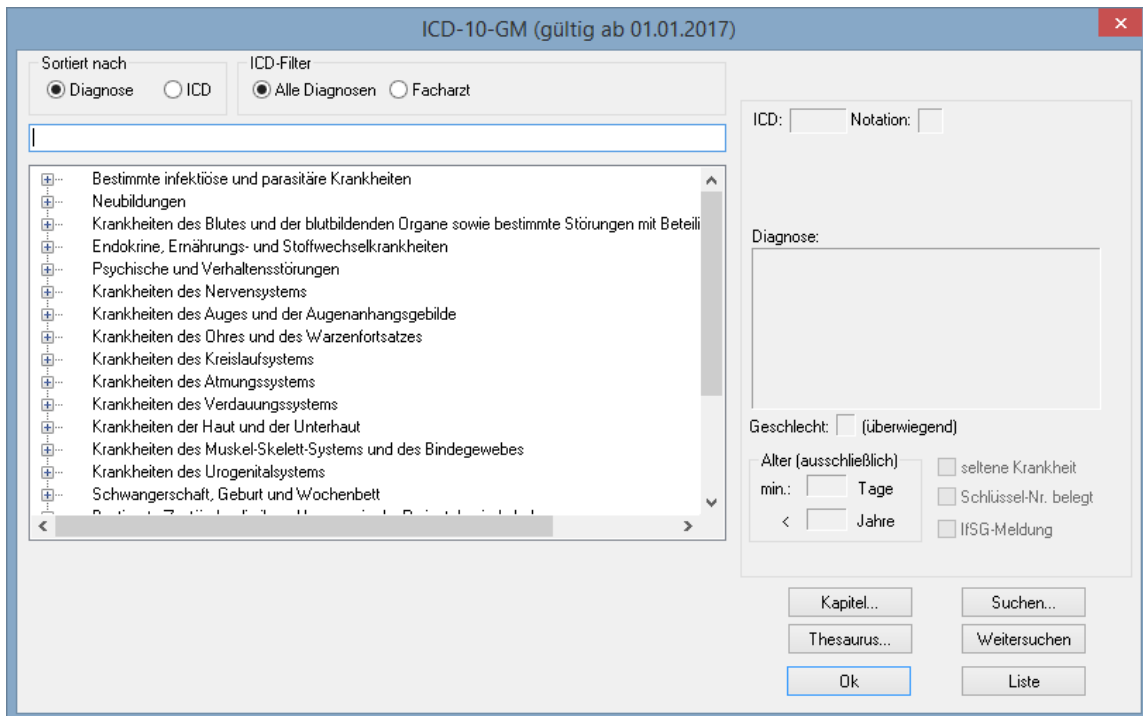 ICD-10-GM (gültig ab 01.01.2017)
Sortiert nach
Diagnose ICD
ICD-Filter
Alle Diagnosen Facharzt
Bestimmte infektiöse und parasitäre Krankheiten
Neubildungen
Krankheiten des Blutes und der blutbildenden Organe sowie bestimmte Störungen mit Beteili
Endokrine, Ernährungs- und Stoffwechselkrankheiten
Psychische und Verhaltensstörungen
Krankheiten des Nervensystems
Krankheiten des Auges und der Augenanhangsgebilde
Krankheiten des Ohres und des Warzenfortsatzes
Krankheiten des Kreislaufsystems
Krankheiten des Atmungssystems
Krankheiten des Verdauungssystems
Krankheiten der Haut und der Unterhaut
Krankheiten des Muskel-Skelett-Systems und des Bindegewebes
Krankheiten des Urogenitalsystems
Schwangerschaft, Geburt und Wochenbett
ICD: Notation:
Diagnose:
Geschlecht: (überwiegend)
Alter (ausschließlich)
min.: Tage
< Jahre
seltene Krankheit
Schlüssel-Nr. belegt
IfSG-Meldung
Kapitel... Suchen...
Thesaurus... Weitersuchen
Ok Liste